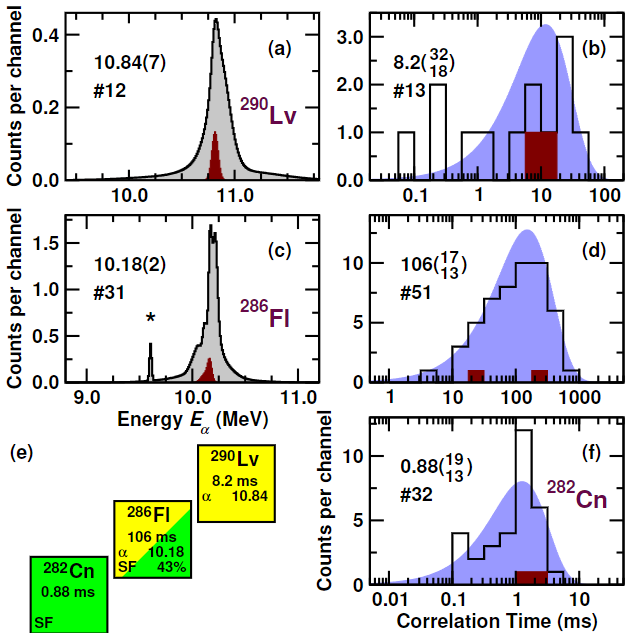 Counts per channel
0.4
0.2
0.0
10.84(7)
#12
(a)
290Lv
10.0
11.0
Counts per channel
3.0
2.0
1.0
0.0
8.2(32 18)
#13
(b)
0.1
1
10
100
Counts per channel
1.5
1.0
0.5
0.0
10.18(2)
#31
(c)
*
286Fl
9.0
10.0
11.0
Energy Eα (MeV)
10
5
0
106(17 13)
#51
(d)
1
10
100
1000
(e)
290Lv
8.2 ms
α 10.84
286Fl
106 ms
α 10.18
SF 43%
282Cn
0.88 ms
SF
Counts per channel
10
5
0
0.88(19 13)
#32
(f)
282Cn
0.01
0.1
1
10
100
Correlation Time (ms)